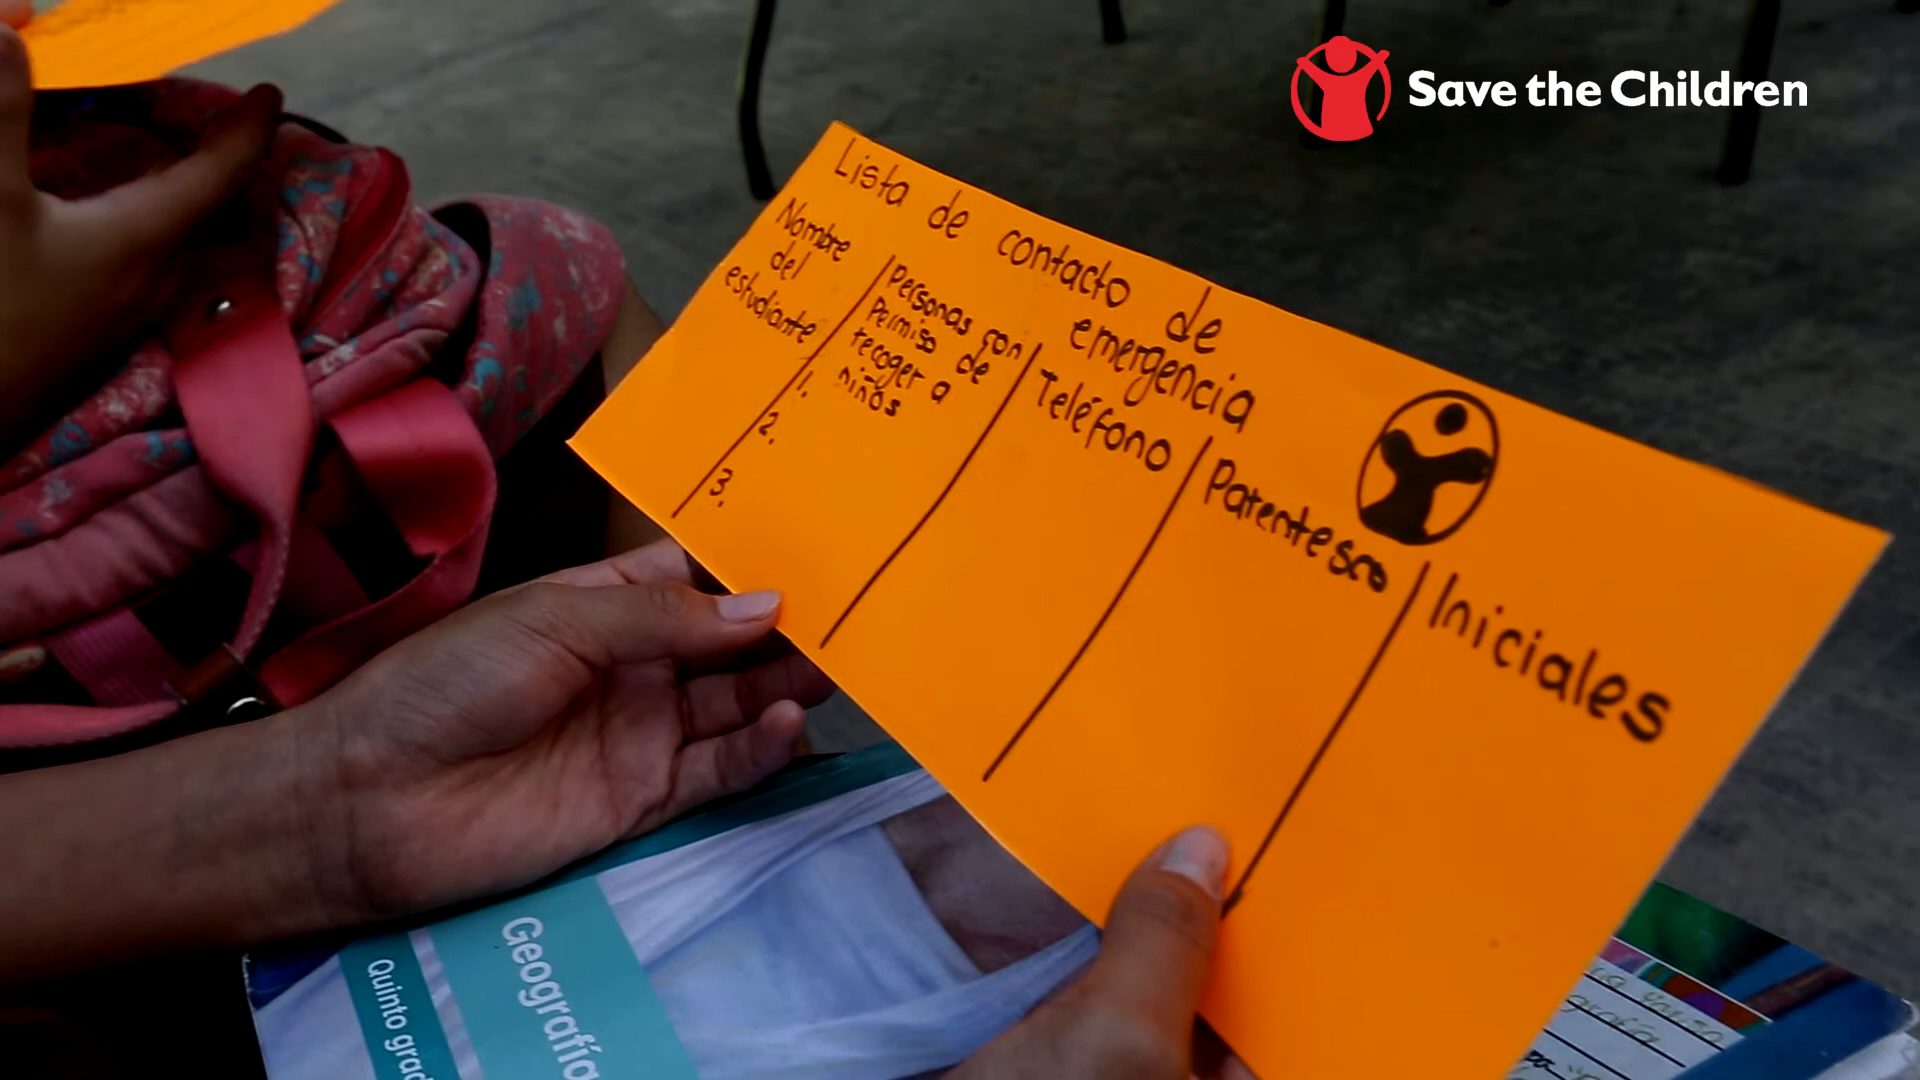 Save the Children
Lista de contacto de
emergencia
Nombre
del
estudiante
Personas con
Permiso de
recoger a
niños
Teléfono
Parentesco
Iniciales
1.
2.
3.
Geografía
Quinto grad